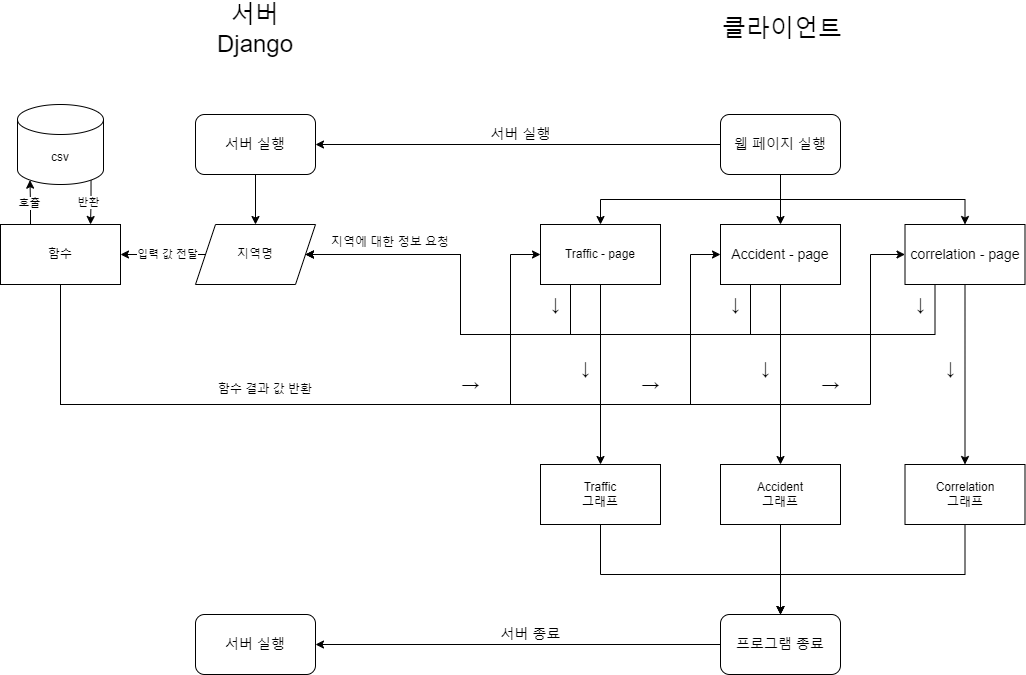 서버
Django
클라이언트
csv
서버 실행
서버 실행
웹 페이지 실행
호출
반환
함수
입력 값 전달
지역명
지역에 대한 정보 요청
Traffic - page
Accident - page
correlation - page
↓
↓
↓
↓
↓
↓
함수 결과 값 반환
→
→
→
Traffic
그래프
Accident
그래프
Correlation
그래프
서버 실행
서버 종료
프로그램 종료